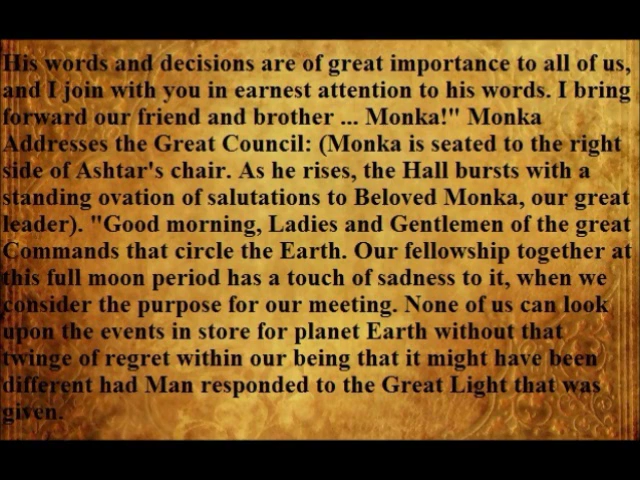 His words and decisions are of great importance to all of us,
and I join with you in earnest attention to his words. I bring
forward our friend and brother ... Monka!" Monka
Addresses the Great Council: (Monka is seated to the right
side of Ashtar's chair. As he rises, the Hall bursts with a
standing ovation of salutations to Beloved Monka, our great
leader). "Good morning, Ladies and Gentlemen of the great
Commands that circle the Earth. Our fellowship together at
this full moon period has a touch of sadness to it, when we
consider the purpose for our meeting. None of us can look
upon the events in store for planet Earth without that
twinge of regret within our being that it might have been
different had Man responded to the Great Light that was
given.